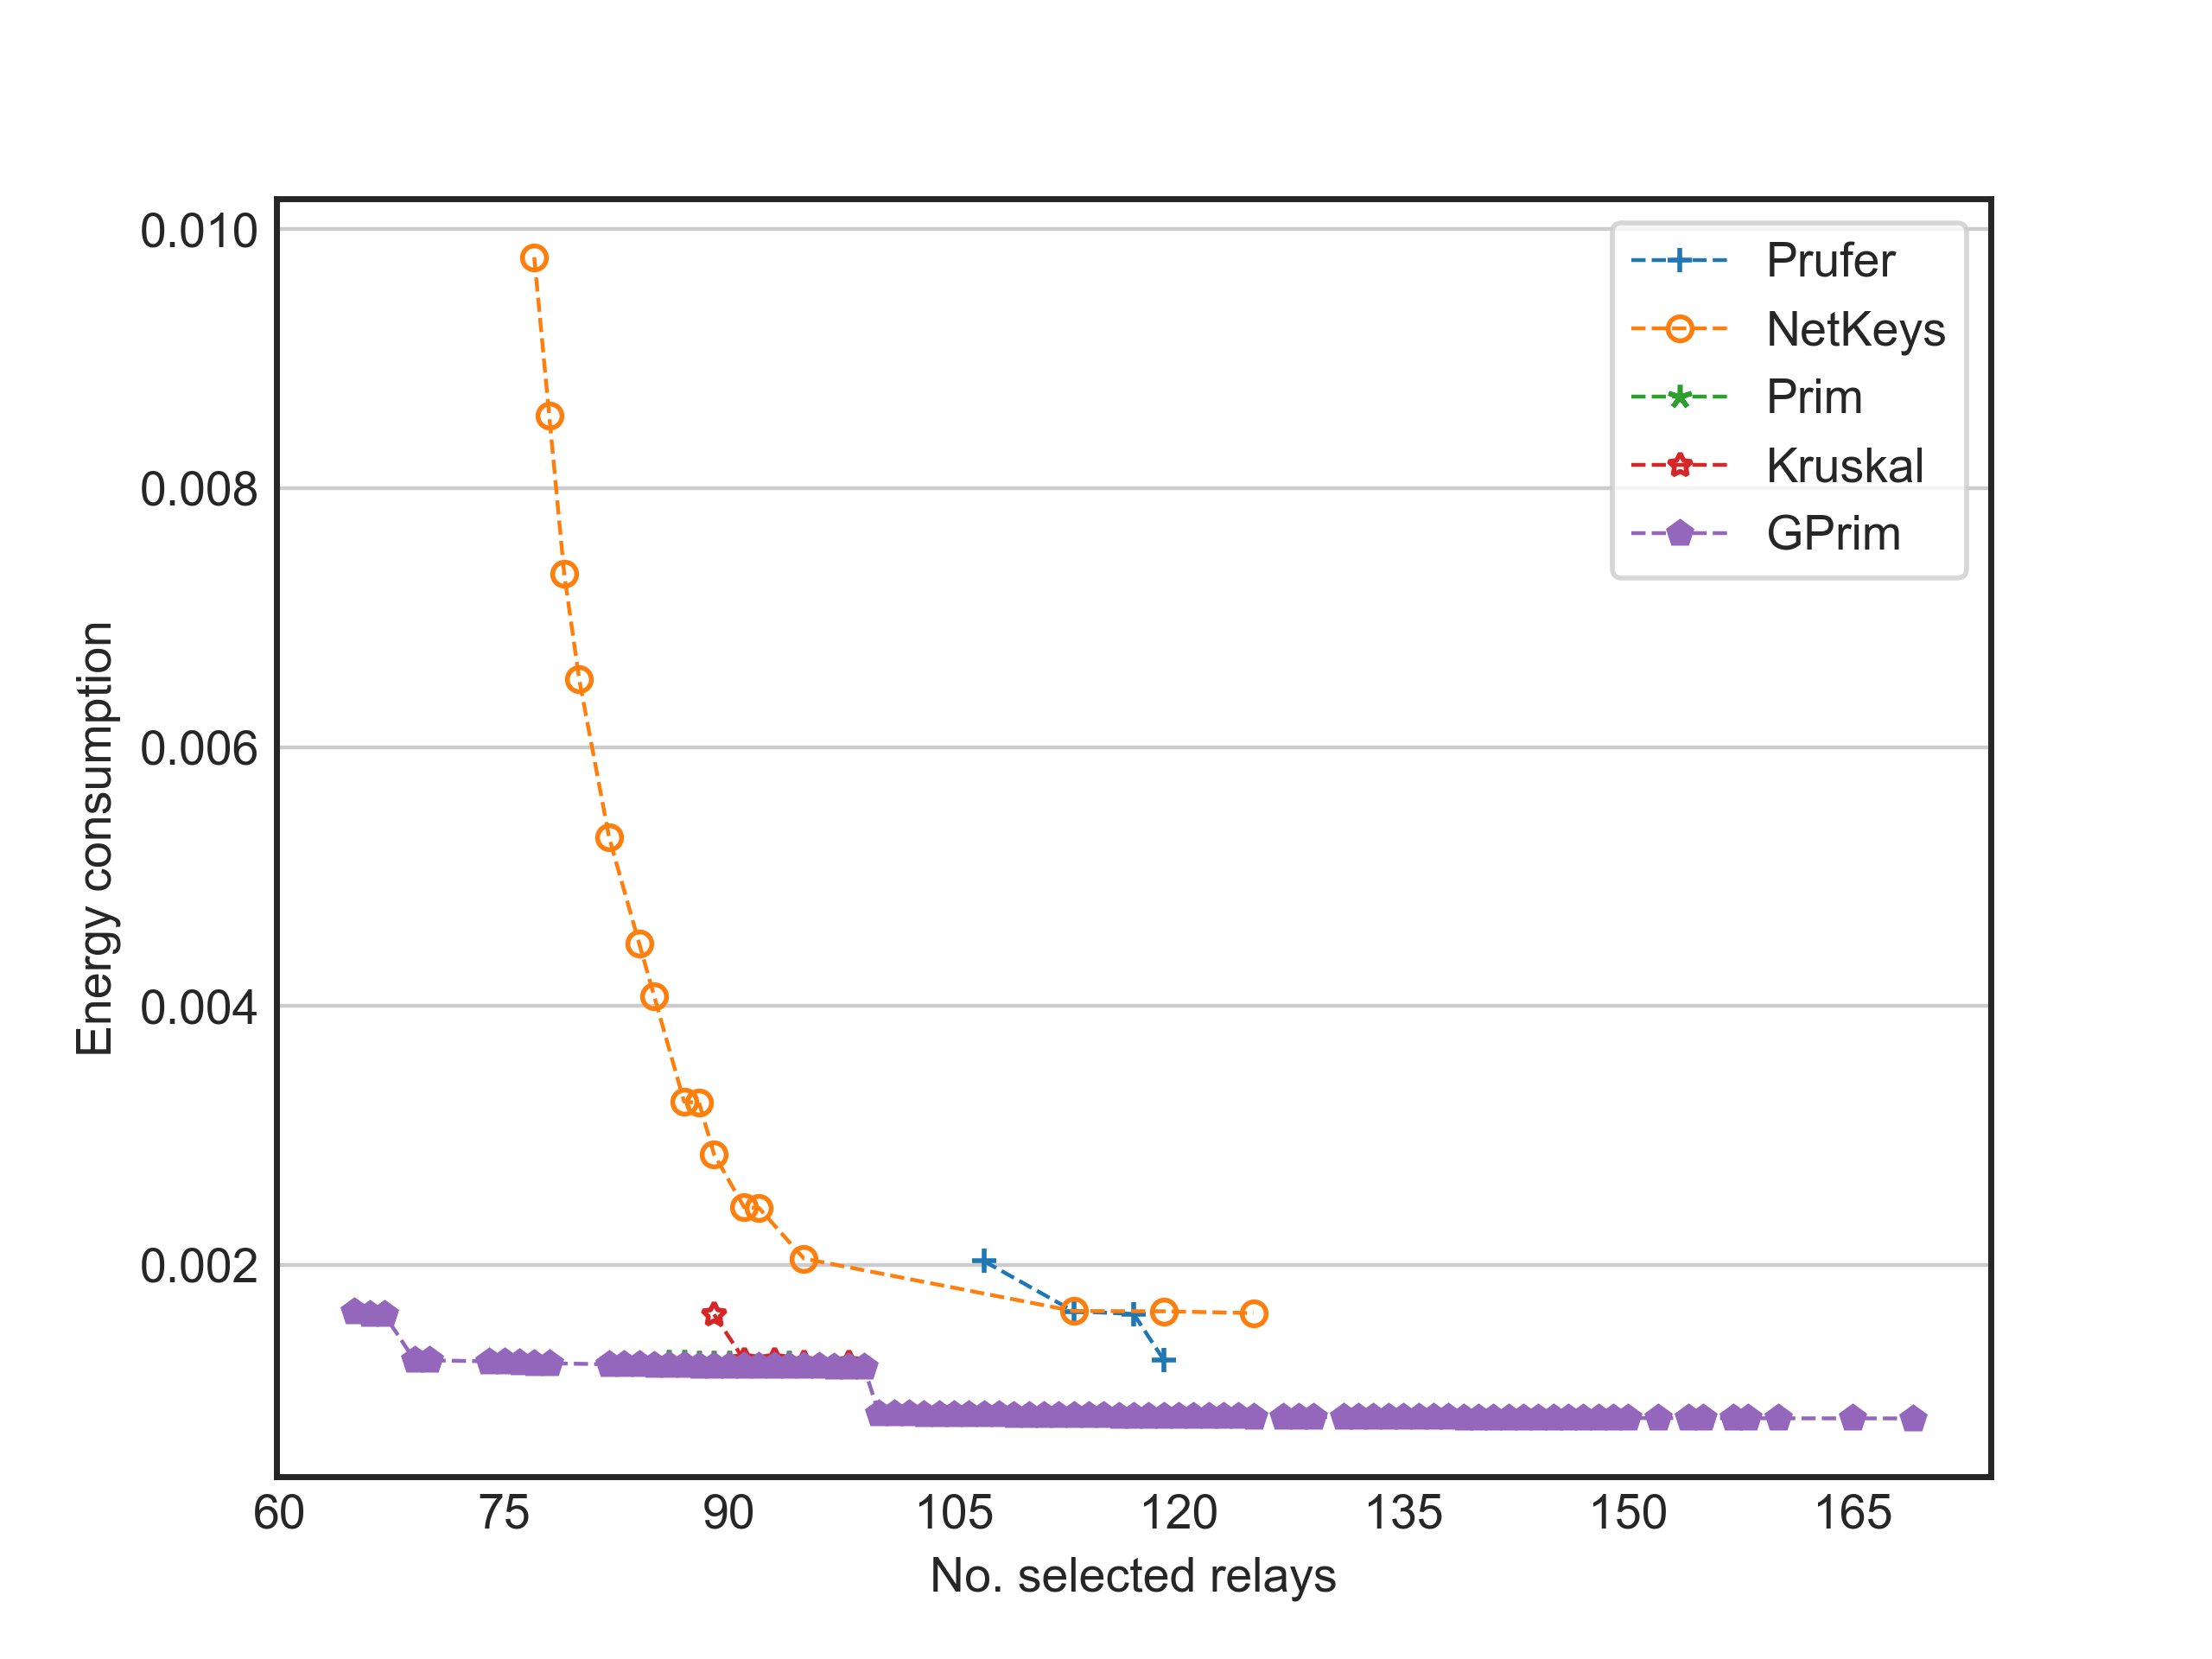 0.010
0.008
0.006
0.004
0.002
Energy consumption
60 75 90 105 120 135 150 165
No. selected relays
Prufer
NetKeys
Prim
Kruskal
GPrim